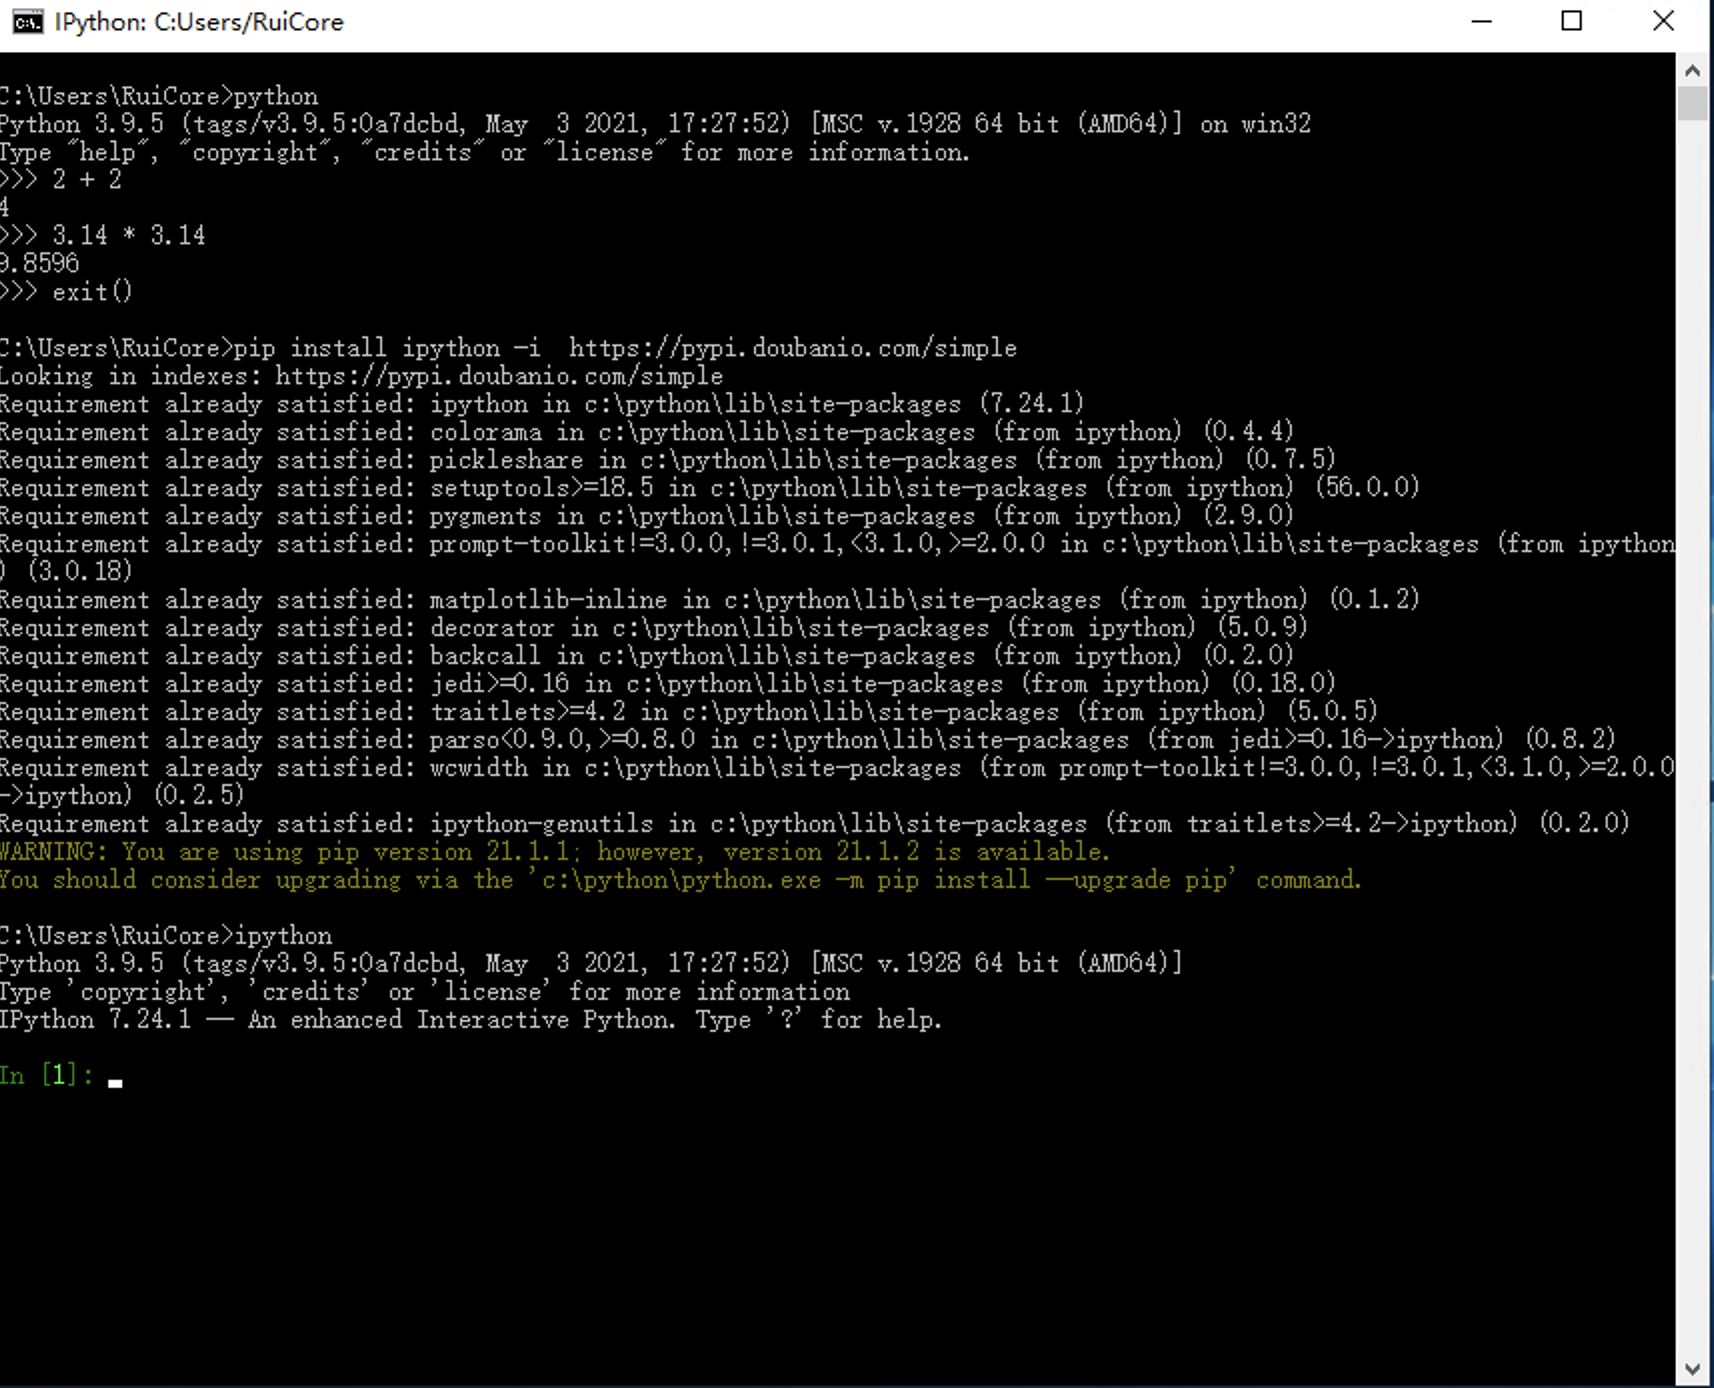 IPython: C:Users/RuiCore
C:\Users\RuiCore>python
Python 3.9.5 (tags/v3.9.5:0a7dcbd, May  3 2021, 17:27:52) [MSC v.1928 64 bit (AMD64)] on win32
Type "help", "copyright", "credits" or "license" for more information.
>>> 2 + 2
4
>>> 3.14 * 3.14
9.8596
>>> exit()
C:\Users\RuiCore>pip install ipython -i  https://pypi.doubanio.com/simple
Looking in indexes: https://pypi.doubanio.com/simple
Requirement already satisfied: ipython in c:\python\lib\site-packages (7.24.1)
Requirement already satisfied: colorama in c:\python\lib\site-packages (from ipython) (0.4.4)
Requirement already satisfied: pickleshare in c:\python\lib\site-packages (from ipython) (0.7.5)
Requirement already satisfied: setuptools>=18.5 in c:\python\lib\site-packages (from ipython) (56.0.0)
Requirement already satisfied: pygments in c:\python\lib\site-packages (from ipython) (2.9.0)
Requirement already satisfied: prompt-toolkit!=3.0.0,!=3.0.1,<3.1.0,>=2.0.0 in c:\python\lib\site-packages (from ipython
) (3.0.18)
Requirement already satisfied: matplotlib-inline in c:\python\lib\site-packages (from ipython) (0.1.2)
Requirement already satisfied: decorator in c:\python\lib\site-packages (from ipython) (5.0.9)
Requirement already satisfied: backcall in c:\python\lib\site-packages (from ipython) (0.2.0)
Requirement already satisfied: jedi>=0.16 in c:\python\lib\site-packages (from ipython) (0.18.0)
Requirement already satisfied: traitlets>=4.2 in c:\python\lib\site-packages (from ipython) (5.0.5)
Requirement already satisfied: parso<0.9.0,>=0.8.0 in c:\python\lib\site-packages (from jedi>=0.16->ipython) (0.8.2)
Requirement already satisfied: wcwidth in c:\python\lib\site-packages (from prompt-toolkit!=3.0.0,!=3.0.1,<3.1.0,>=2.0.0
->ipython) (0.2.5)
Requirement already satisfied: ipython-genutils in c:\python\lib\site-packages (from traitlets>=4.2->ipython) (0.2.0)
WARNING: You are using pip version 21.1.1; however, version 21.1.2 is available.
You should consider upgrading via the 'c:\python\python.exe -m pip install --upgrade pip' command.
C:\Users\RuiCore>ipython
Python 3.9.5 (tags/v3.9.5:0a7dcbd, May  3 2021, 17:27:52) [MSC v.1928 64 bit (AMD64)]
Type 'copyright', 'credits' or 'license' for more information
IPython 7.24.1 -- An enhanced Interactive Python. Type '?' for help.
In [1]: